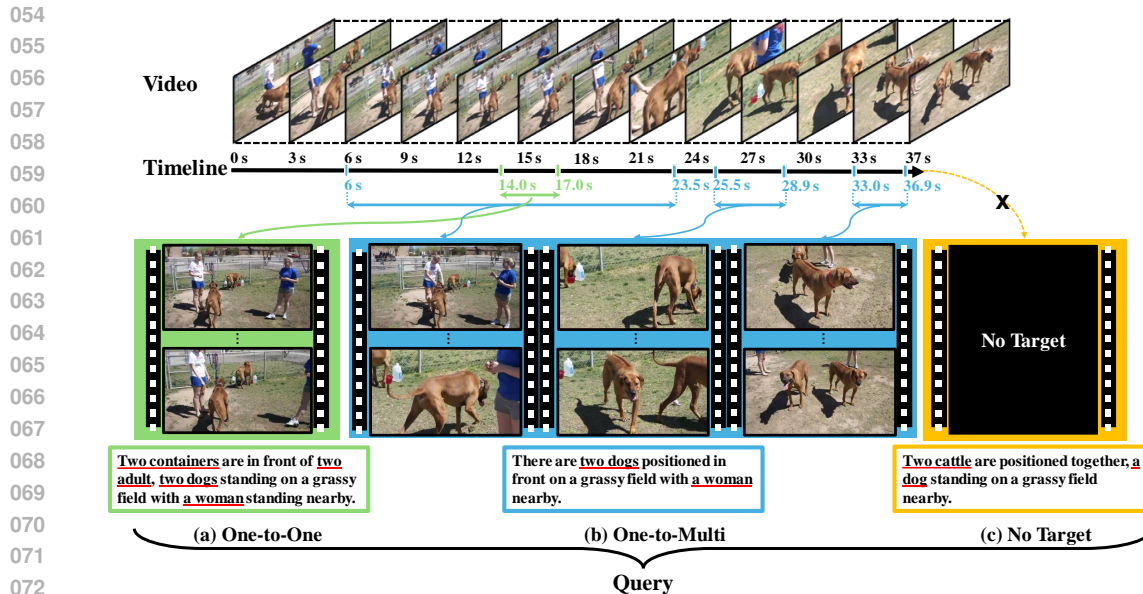 054
055
056
057
058
059
060
061
062
063
064
065
066
067
068
069
070
071
072
Video
0 s 3 s 6 s 9 s 12 s 15 s 18 s 21 s 24 s 27 s 30 s 33 s 37 s
Timeline
6 s 14.0 s 17.0 s 23.5 s 25.5 s 28.9 s 33.0 s 36.9 s
X
No Target
Two containers are in front of two
adult, two dogs standing on a grassy
field with a woman standing nearby.
There are two dogs positioned in
front on a grassy field with a woman
nearby.
Two cattle are positioned together, a
dog standing on a grassy field
nearby.
(a) One-to-One
(b) One-to-Multi
(c) No Target
Query